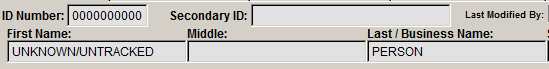 ID Number: 0000000000 Secondary ID: Last Modified By:
First Name: Middle: Last / Business Name:
UNKNOWN/UNTRACKED PERSON